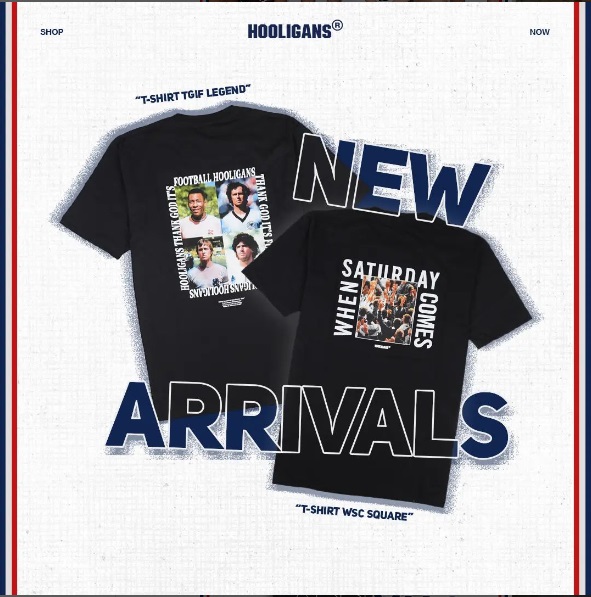 SHOP
HOOLIGANS®
NOW
"T-SHIRT TGIF LEGEND"
NEW
FOOTBALL HOOLIGANS
THANK GOD IT'S
HOOLIGANS THANK GOD IT'S
HOOLIGANS
SATURDAY
WHEN
COMES
HOOLIGANS
ARRIVALS
"T-SHIRT WSC SQUARE"